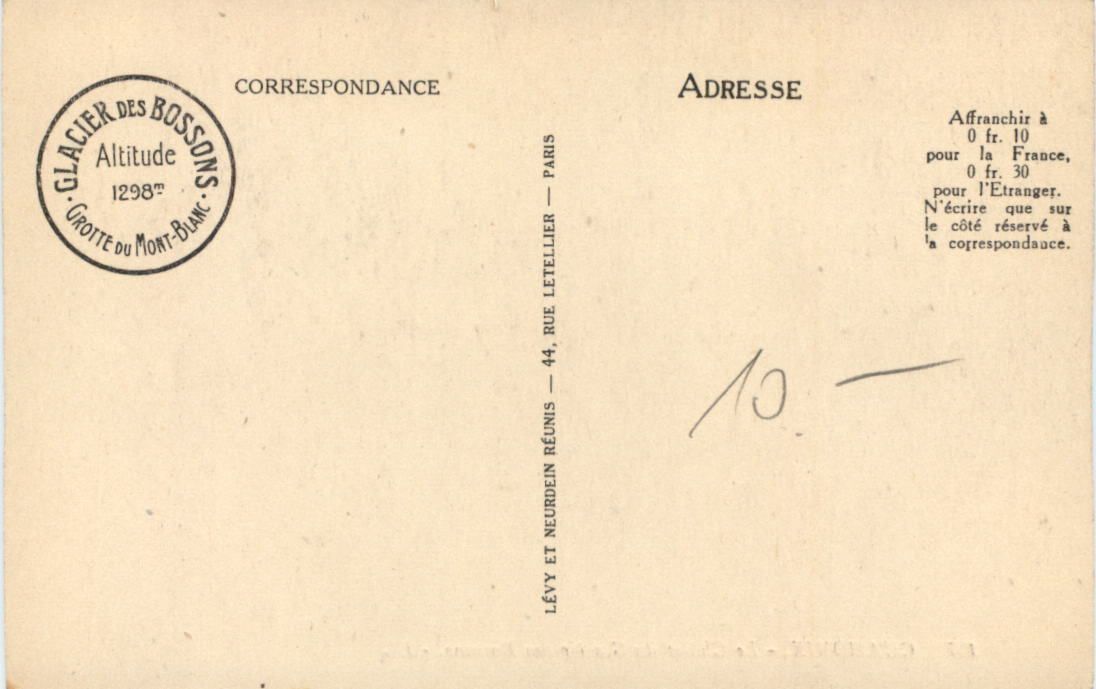 CORRESPONDANCE
ADRESSE
GLACIER DES BOSSONS
Altitude
1298m
GROTTE DU MONT-BLANC
Affranchir à
0 fr. 10
pour la France,
0 fr. 30
pour l'Etranger.
N'écrire que sur
le côté réservé à
la correspondance.
LÉVY ET NEURDEIN RÉUNIS — 44, RUE LETELLIER — PARIS
10 —